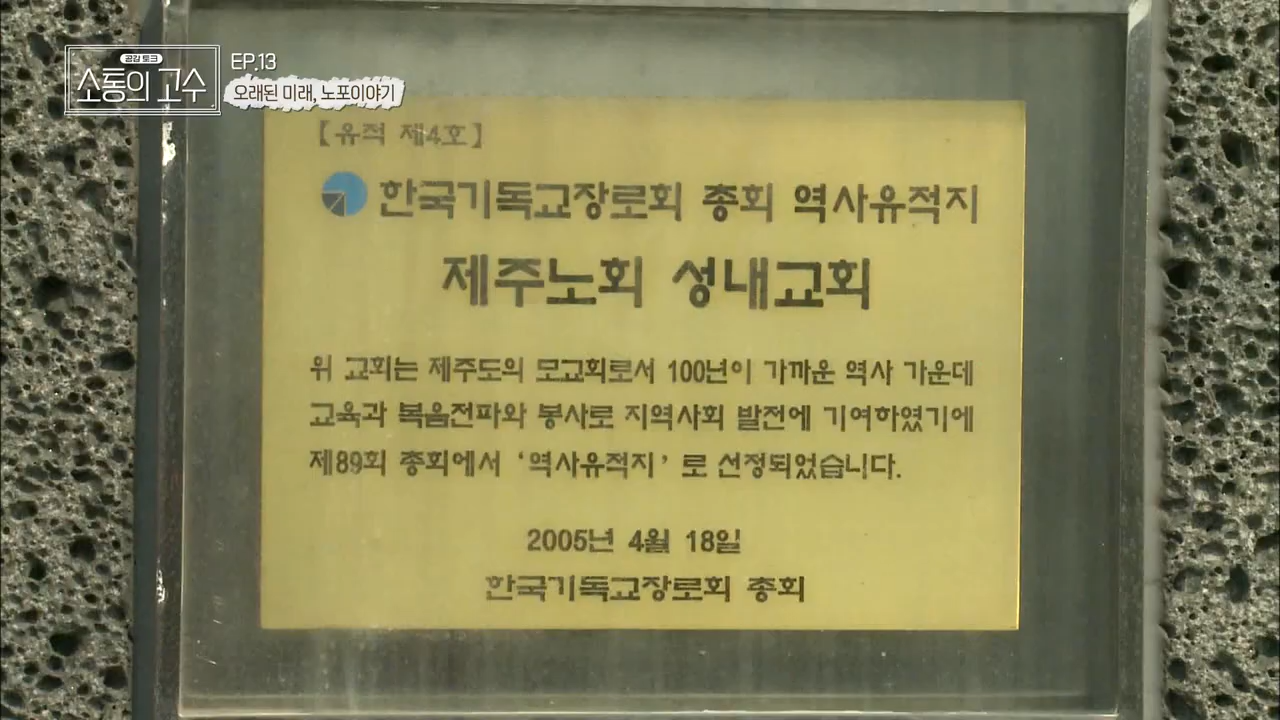 공감 토크
소통의 고수
EP.13
오래된 미래, 노포이야기
【유적 제4호】
한국기독교장로회 총회 역사유적지
제주노회 성내교회
위 교회는 제주도의 모교회로서 100년이 가까운 역사 가운데
교육과 복음전파와 봉사로 지역사회 발전에 기여하였기에
제89회 총회에서 '역사유적지' 로 선정되었습니다.
2005년 4월 18일
한국기독교장로회 총회